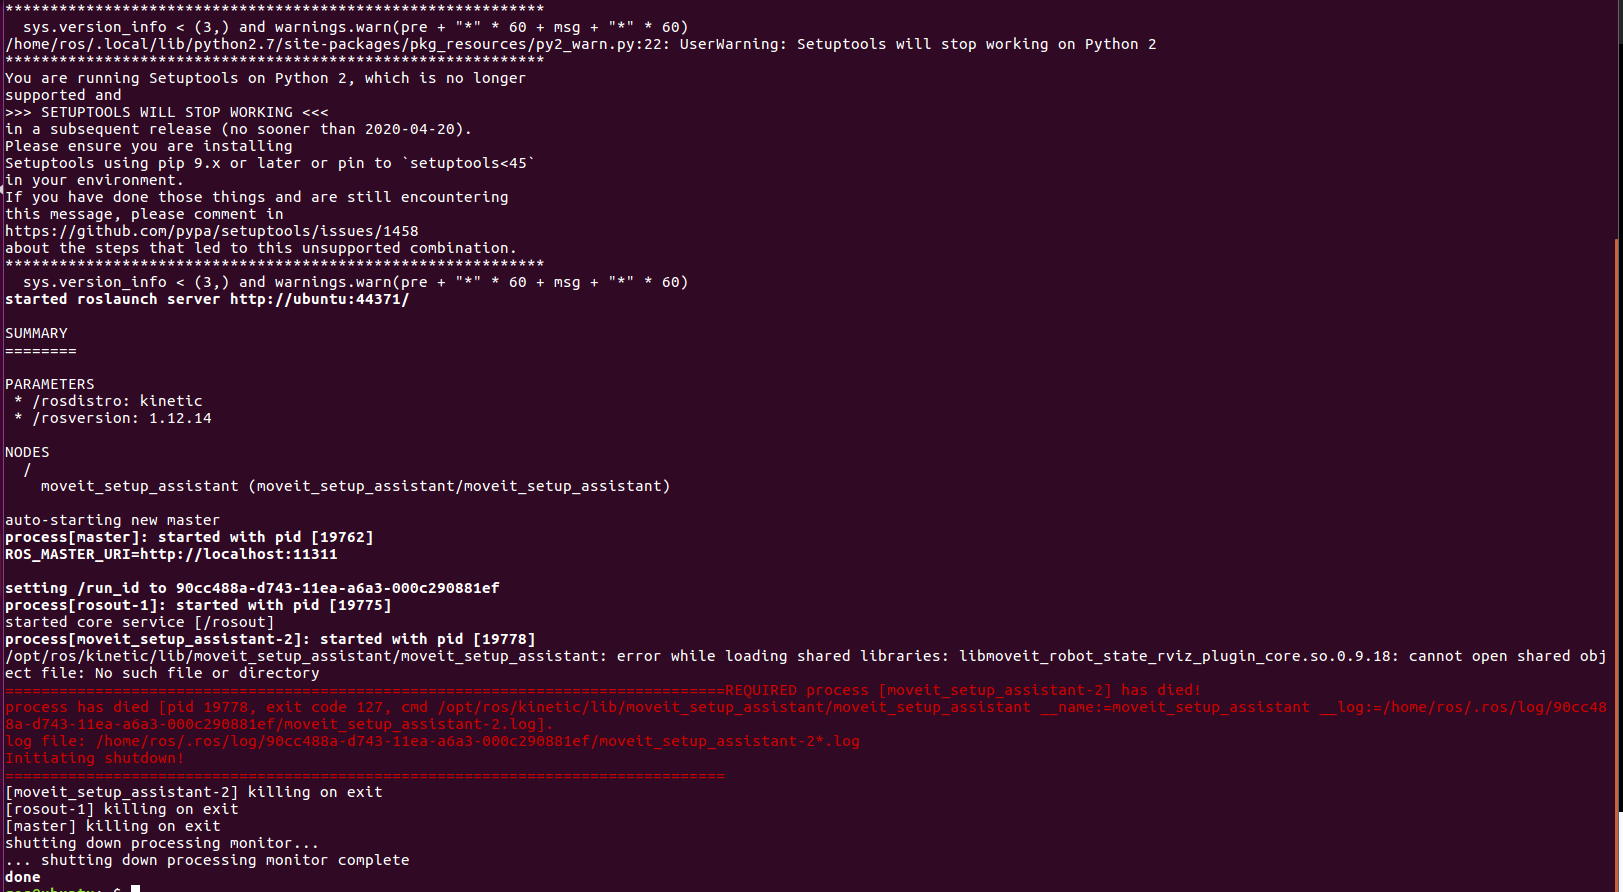 ************************************************************
  sys.version_info < (3,) and warnings.warn(pre + "*" * 60 + msg + "*" * 60)
/home/ros/.local/lib/python2.7/site-packages/pkg_resources/py2_warn.py:22: UserWarning: Setuptools will stop working on Python 2
************************************************************
You are running Setuptools on Python 2, which is no longer
supported and
>>> SETUPTOOLS WILL STOP WORKING <<<
in a subsequent release (no sooner than 2020-04-20).
Please ensure you are installing
Setuptools using pip 9.x or later or pin to `setuptools<45`
in your environment.
If you have done those things and are still encountering
this message, please comment in
https://github.com/pypa/setuptools/issues/1458
about the steps that led to this unsupported combination.
************************************************************
  sys.version_info < (3,) and warnings.warn(pre + "*" * 60 + msg + "*" * 60)
started roslaunch server http://ubuntu:44371/

SUMMARY
========

PARAMETERS
 * /rosdistro: kinetic
 * /rosversion: 1.12.14

NODES
  /
    moveit_setup_assistant (moveit_setup_assistant/moveit_setup_assistant)

auto-starting new master
process[master]: started with pid [19762]
ROS_MASTER_URI=http://localhost:11311

setting /run_id to 90cc488a-d743-11ea-a6a3-000c290881ef
process[rosout-1]: started with pid [19775]
started core service [/rosout]
process[moveit_setup_assistant-2]: started with pid [19778]
/opt/ros/kinetic/lib/moveit_setup_assistant/moveit_setup_assistant: error while loading shared libraries: libmoveit_robot_state_rviz_plugin_core.so.0.9.18: cannot open shared obj
ect file: No such file or directory
================================================================================REQUIRED process [moveit_setup_assistant-2] has died!
process has died [pid 19778, exit code 127, cmd /opt/ros/kinetic/lib/moveit_setup_assistant/moveit_setup_assistant __name:=moveit_setup_assistant __log:=/home/ros/.ros/log/90cc48
8a-d743-11ea-a6a3-000c290881ef/moveit_setup_assistant-2.log].
log file: /home/ros/.ros/log/90cc488a-d743-11ea-a6a3-000c290881ef/moveit_setup_assistant-2*.log
Initiating shutdown!
================================================================================
[moveit_setup_assistant-2] killing on exit
[rosout-1] killing on exit
[master] killing on exit
shutting down processing monitor...
... shutting down processing monitor complete
done